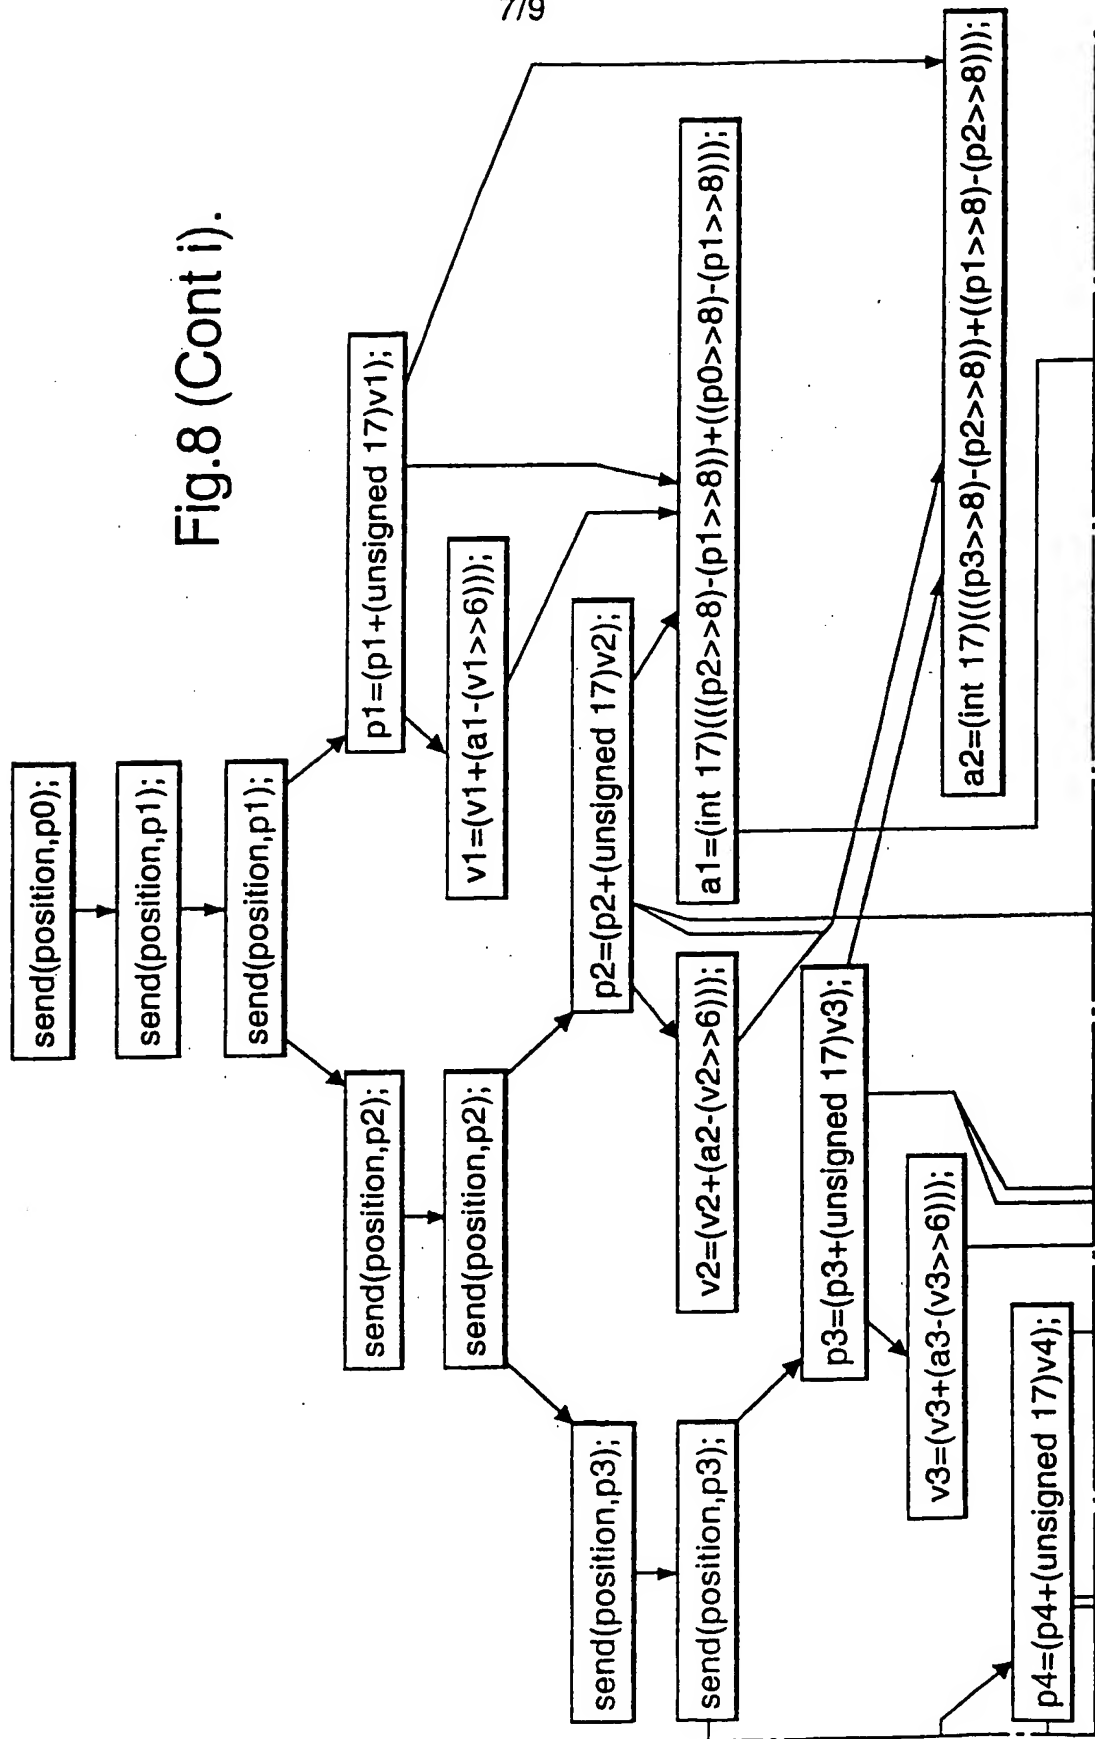 7/9
Fig.8 (Cont i).
send(position,p0);
send(position,p1);
send(position,p1);
p1=(p1+(unsigned 17)v1);
send(position,p2);
v1=(v1+(a1-(v1>>6)));
send(position,p2);
p2=(p2+(unsigned 17)v2);
send(position,p3);
a1=(int 17)(((p2>>8)-(p1>>8))+((p0>>8)-(p1>>8)));
v2=(v2+(a2-(v2>>6)));
send(position,p3);
p3=(p3+(unsigned 17)v3);
v3=(v3+(a3-(v3>>6)));
a2=(int 17)(((p3>>8)-(p2>>8))+((p1>>8)-(p2>>8)));
p4=(p4+(unsigned 17)v4);